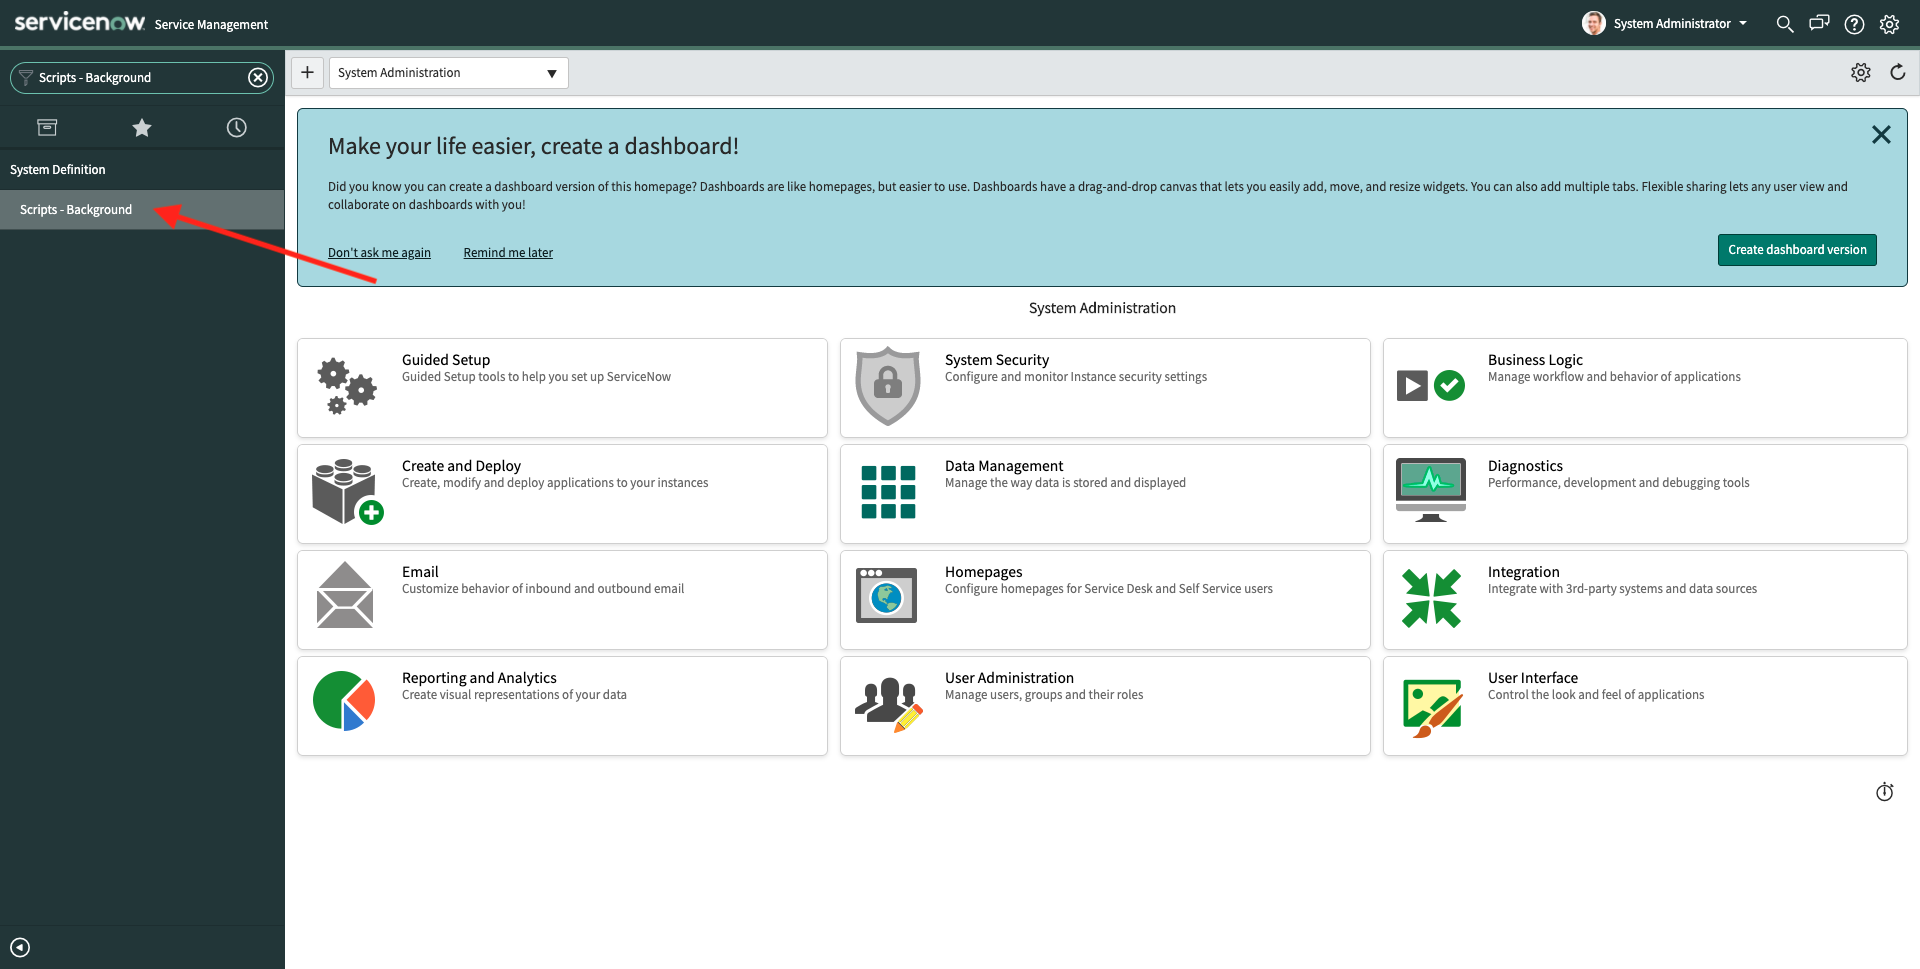 servicenow Service Management
System Administrator
Scripts - Background
System Administration
System Definition
Scripts - Background
Make your life easier, create a dashboard!
Did you know you can create a dashboard version of this homepage? Dashboards are like homepages, but easier to use. Dashboards have a drag-and-drop canvas that lets you easily add, move, and resize widgets. You can also add multiple tabs. Flexible sharing lets any user view and
collaborate on dashboards with you!
Don't ask me again
Remind me later
Create dashboard version
System Administration
Guided Setup
Guided Setup tools to help you set up ServiceNow
System Security
Configure and monitor Instance security settings
Business Logic
Manage workflow and behavior of applications
Create and Deploy
Create, modify and deploy applications to your instances
Data Management
Manage the way data is stored and displayed
Diagnostics
Performance, development and debugging tools
Email
Customize behavior of inbound and outbound email
Homepages
Configure homepages for Service Desk and Self Service users
Integration
Integrate with 3rd-party systems and data sources
Reporting and Analytics
Create visual representations of your data
User Administration
Manage users, groups and their roles
User Interface
Control the look and feel of applications